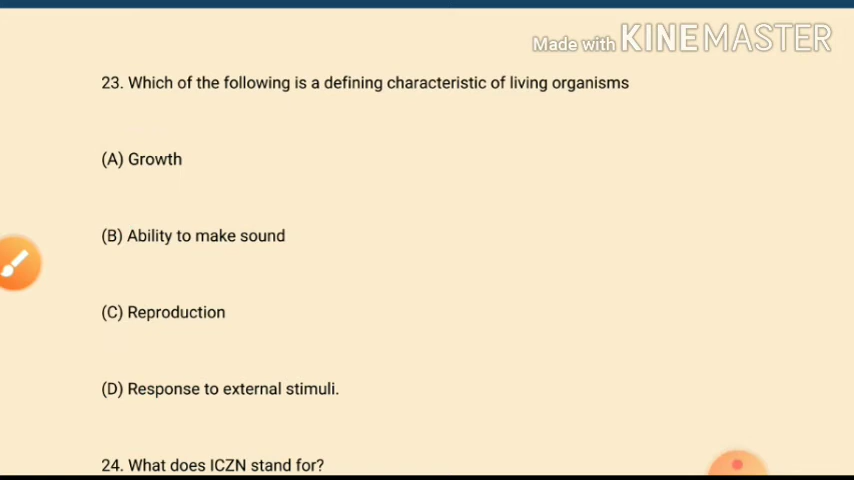 Made with KINEMASTER
23. Which of the following is a defining characteristic of living organisms
(A) Growth
(B) Ability to make sound
(C) Reproduction
(D) Response to external stimuli.
24. What does ICZN stand for?